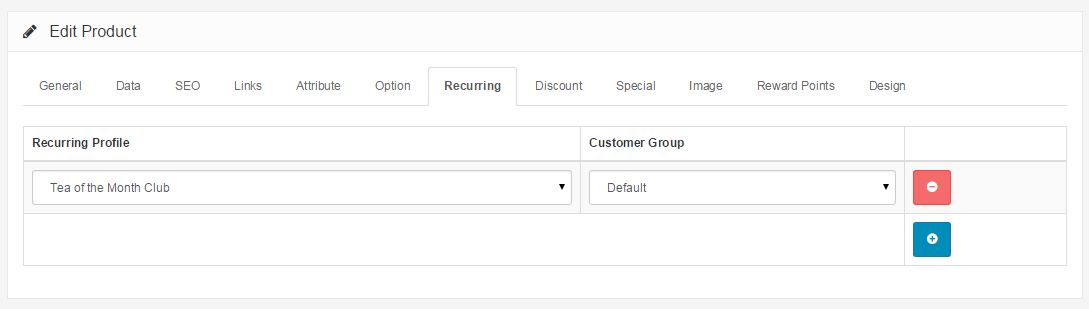 Edit Product
General Data SEO Links Attribute Option Recurring Discount Special Image Reward Points Design
Recurring Profile Customer Group
Tea of the Month Club Default